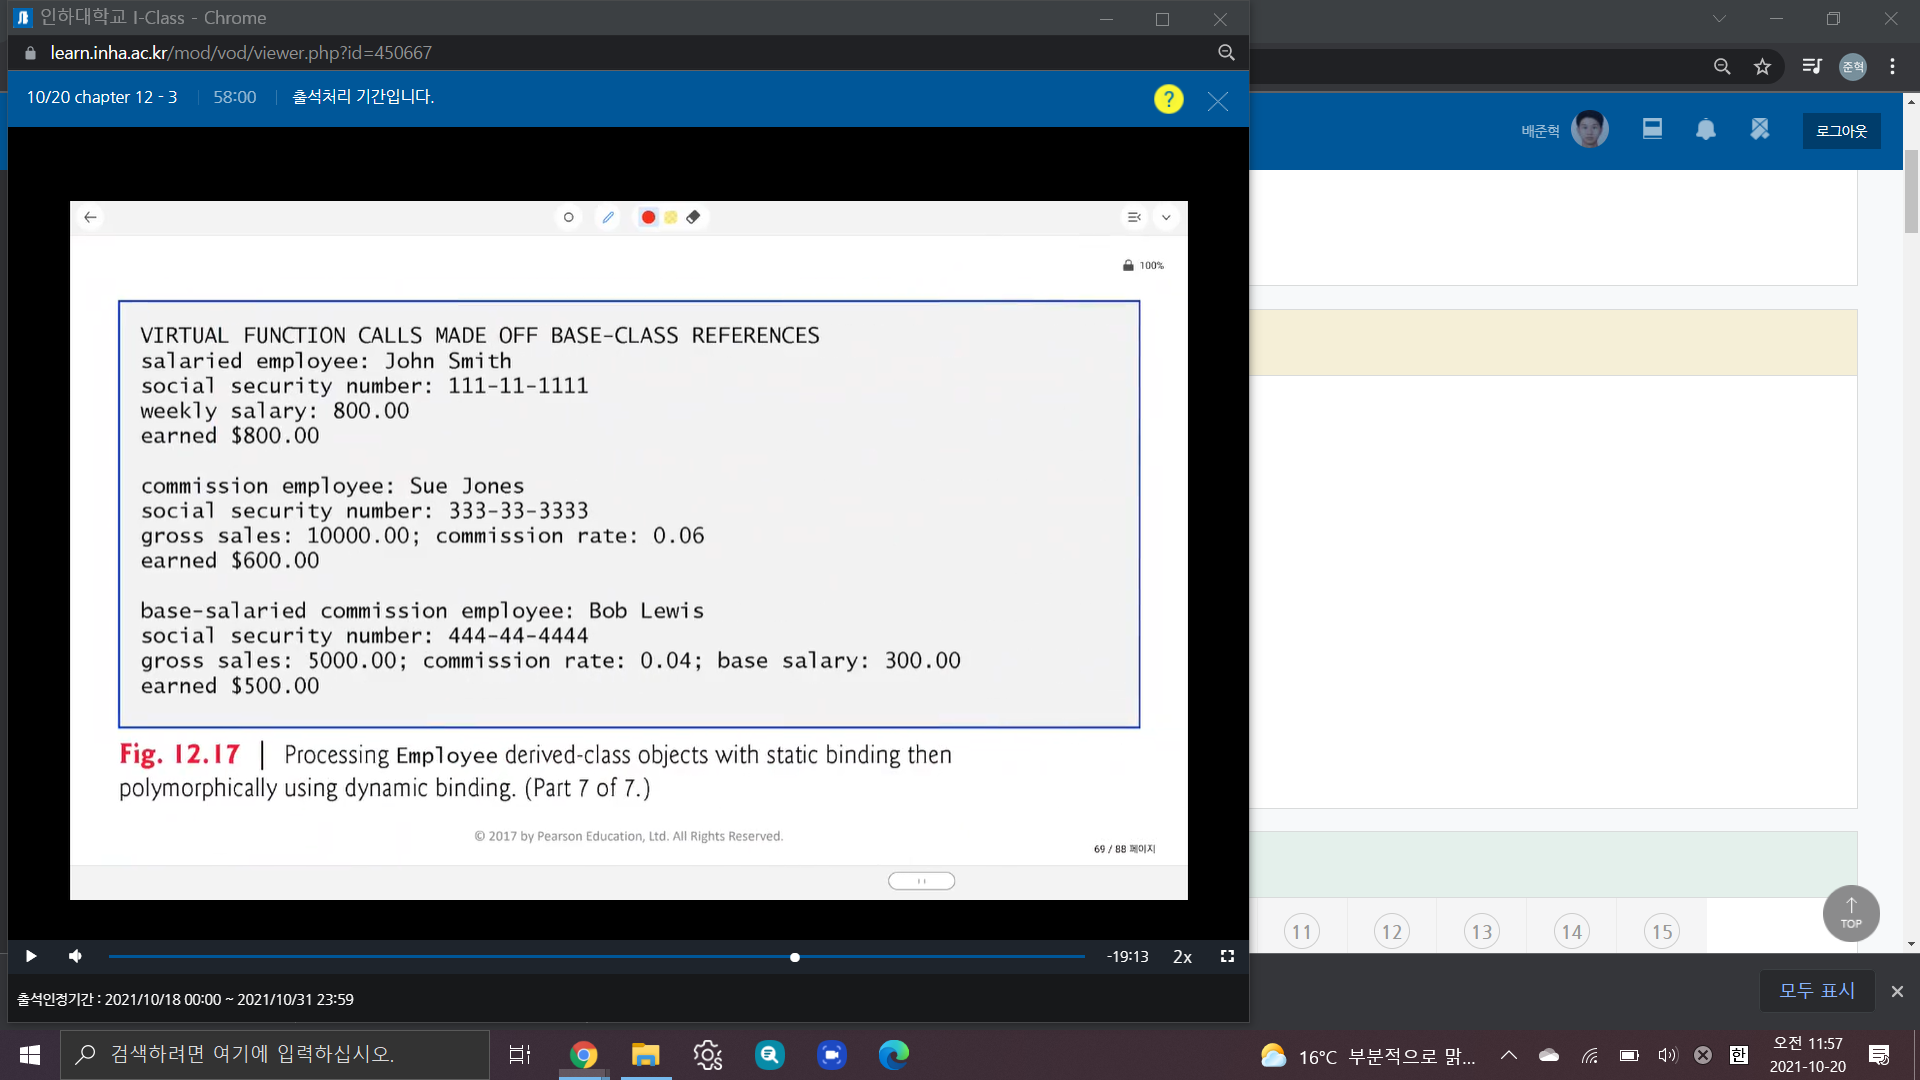 인하대학교 I-Class - Chrome
learn.inha.ac.kr/mod/vod/viewer.php?id=450667
10/20 chapter 12 - 3 58:00 출석처리 기간입니다.
?
준혁
배준혁
로그아웃
100%
VIRTUAL FUNCTION CALLS MADE OFF BASE-CLASS REFERENCES
salaried employee: John Smith
social security number: 111-11-1111
weekly salary: 800.00
earned $800.00
commission employee: Sue Jones
social security number: 333-33-3333
gross sales: 10000.00; commission rate: 0.06
earned $600.00
base-salaried commission employee: Bob Lewis
social security number: 444-44-4444
gross sales: 5000.00; commission rate: 0.04; base salary: 300.00
earned $500.00
Fig. 12.17 | Processing Employee derived-class objects with static binding then
polymorphically using dynamic binding. (Part 7 of 7.)
© 2017 by Pearson Education, Ltd. All Rights Reserved.
69 / 88 페이지
11 12 13 14 15
TOP
-19:13 2x
출석인정기간 : 2021/10/18 00:00 ~ 2021/10/31 23:59
모두 표시
검색하려면 여기에 입력하십시오.
16°C 부분적으로 맑...
한
오전 11:57
2021-10-20